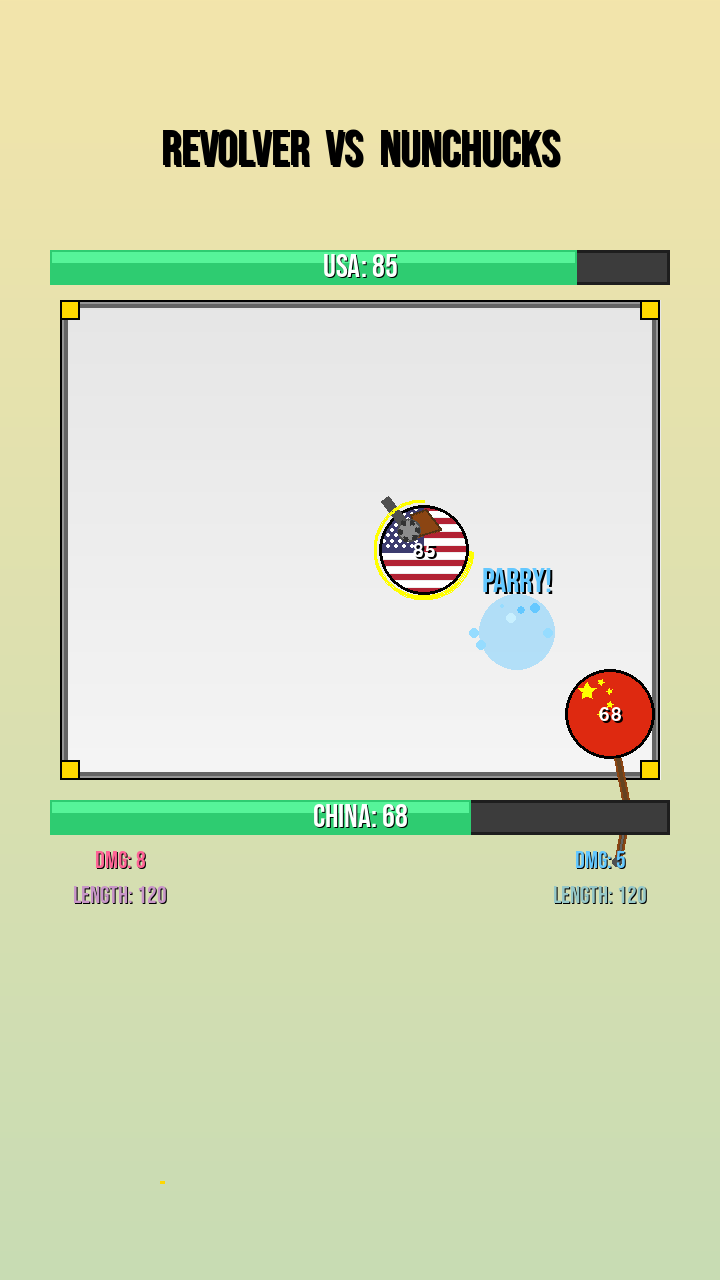 REVOLVER VS NUNCHUCKS
USA: 85
85
PARRY!
68
CHINA: 68
DMG: 8
DMG: 5
LENGTH: 120
LENGTH: 120